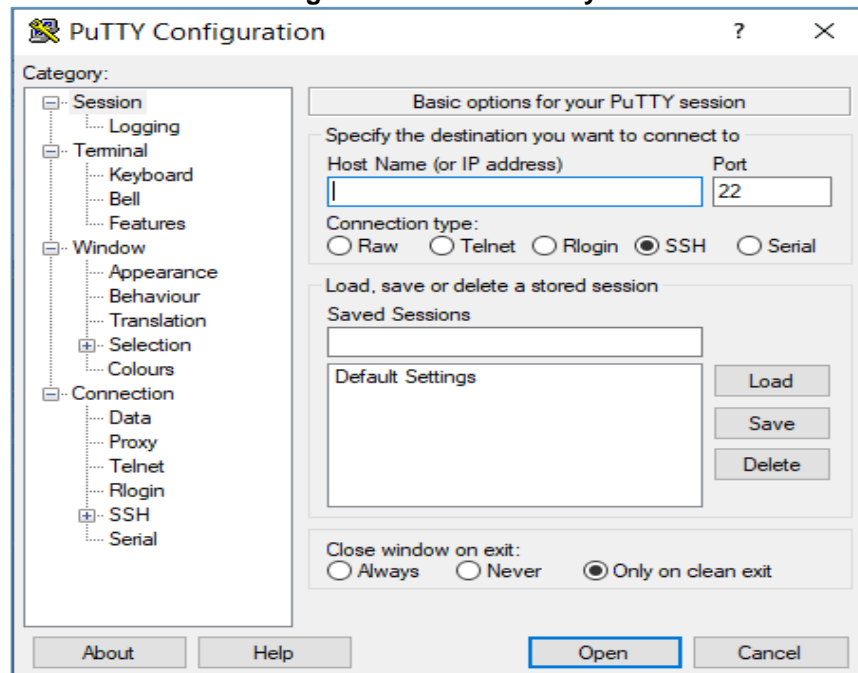 PuTTY Configuration ? ×
Category:
Session
Logging
Terminal
Keyboard
Bell
Features
Window
Appearance
Behaviour
Translation
Selection
Colours
Connection
Data
Proxy
Telnet
Rlogin
SSH
Serial
Basic options for your PuTTY session
Specify the destination you want to connect to
Host Name (or IP address) Port
22
Connection type:
Raw Telnet Rlogin SSH Serial
Load, save or delete a stored session
Saved Sessions
Default Settings
Load
Save
Delete
Close window on exit:
Always Never Only on clean exit
About Help Open Cancel